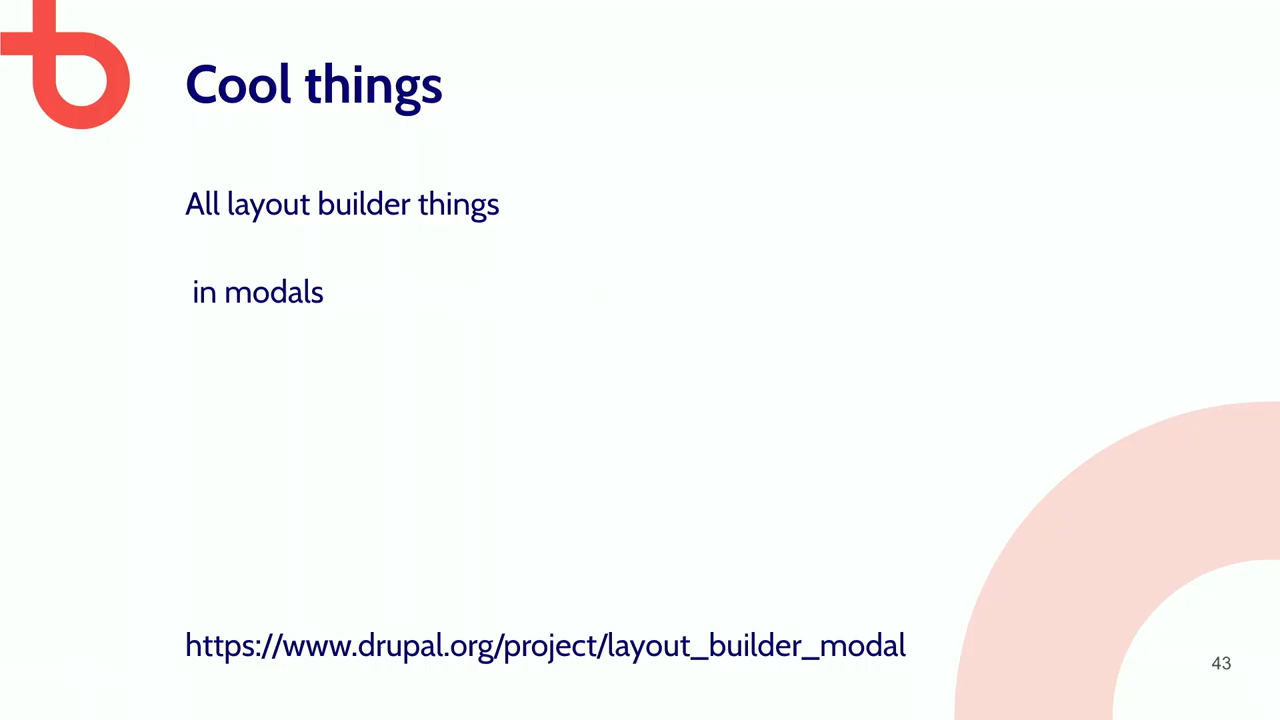 Cool things
All layout builder things
in modals
https://www.drupal.org/project/layout_builder_modal
43